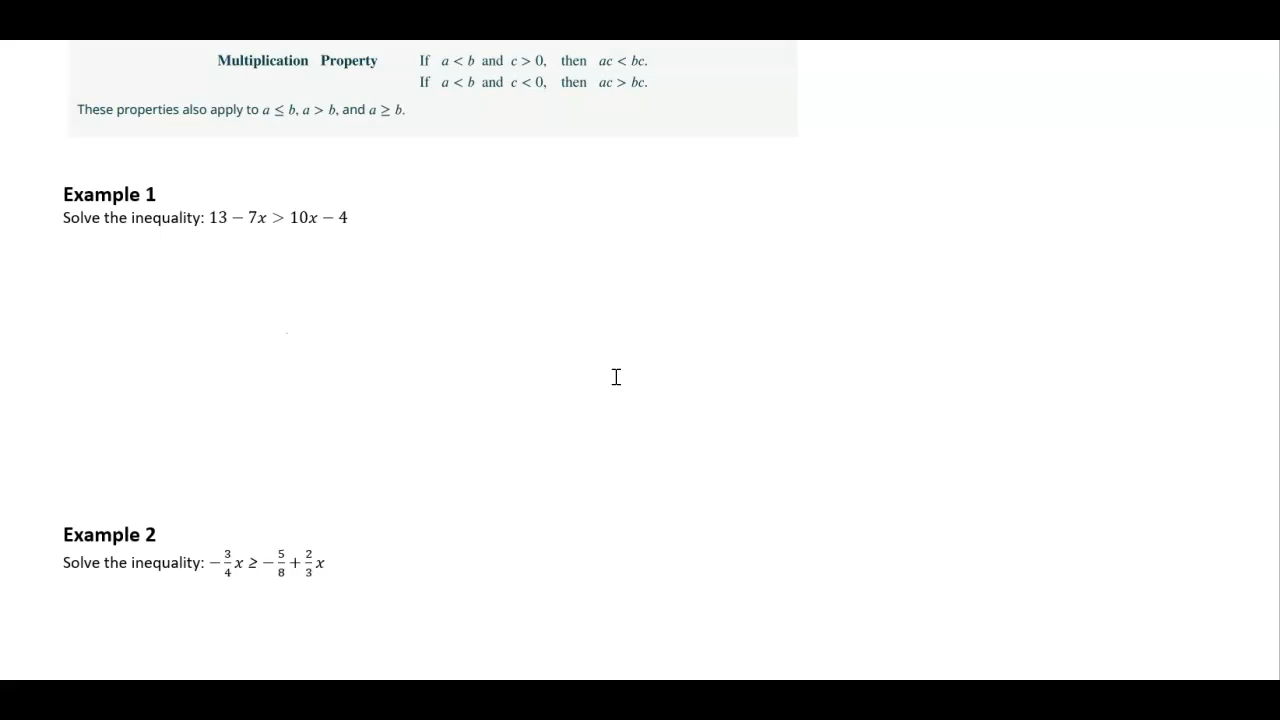 Multiplication Property If a < b and c > 0, then ac < bc.
If a < b and c < 0, then ac > bc.
These properties also apply to a ≤ b, a > b, and a ≥ b.
Example 1
Solve the inequality: 13 − 7x > 10x − 4
Example 2
Solve the inequality: −3/4 x ≥ −5/8 + 2/3 x